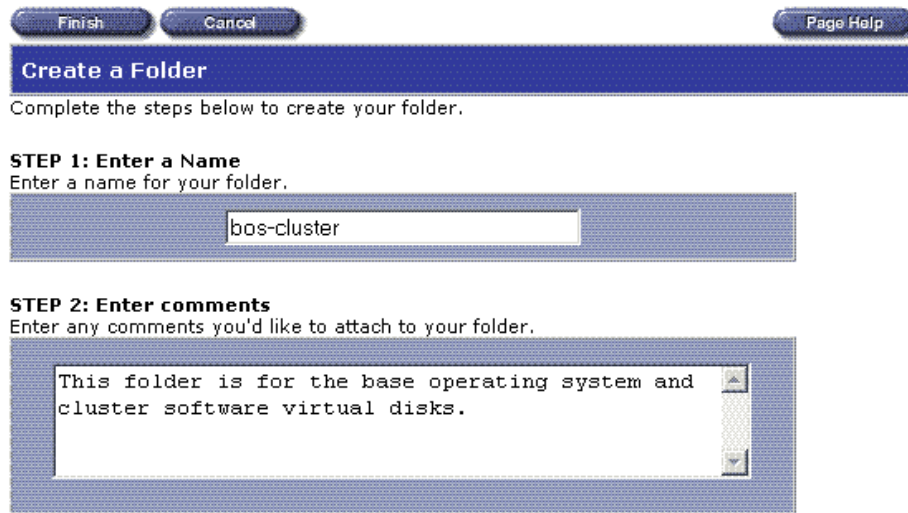 Finish Cancel Page Help
Create a Folder
Complete the steps below to create your folder.
STEP 1: Enter a Name
Enter a name for your folder.
bos-cluster
STEP 2: Enter comments
Enter any comments you'd like to attach to your folder.
This folder is for the base operating system and
cluster software virtual disks.